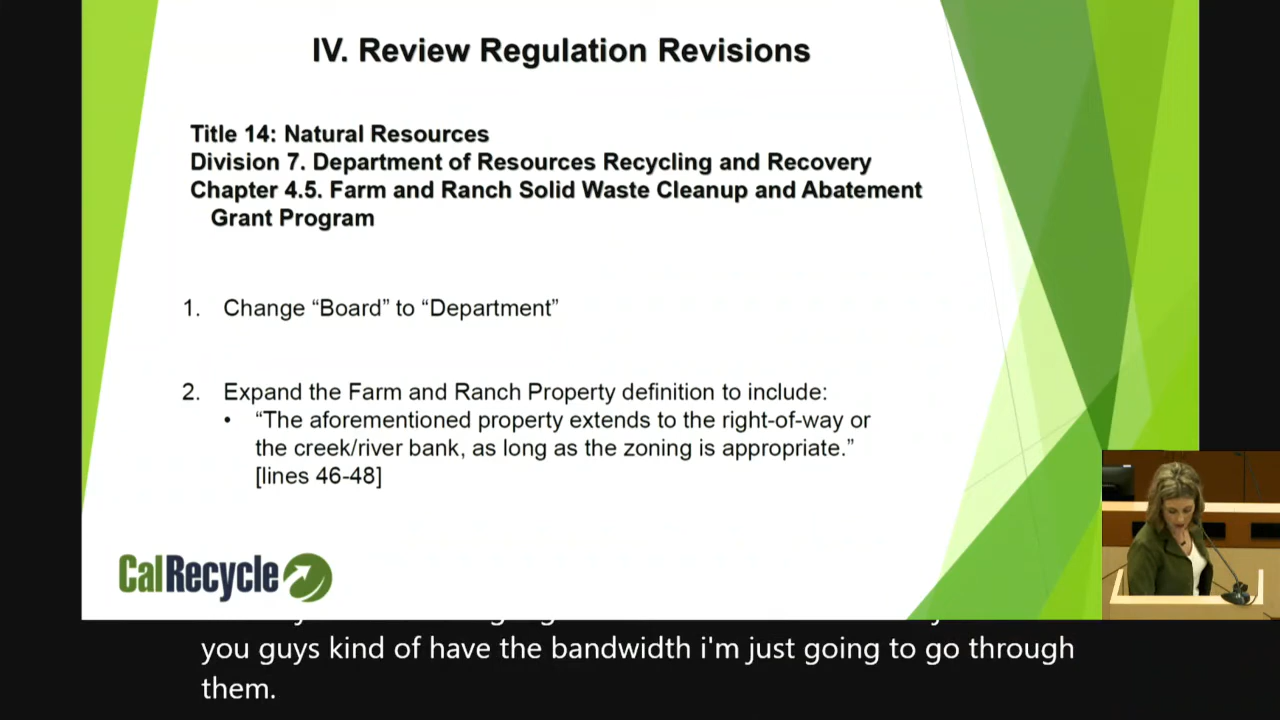 IV. Review Regulation Revisions
Title 14: Natural Resources
Division 7. Department of Resources Recycling and Recovery
Chapter 4.5. Farm and Ranch Solid Waste Cleanup and Abatement
Grant Program
1. Change “Board” to “Department”
2. Expand the Farm and Ranch Property definition to include:
• “The aforementioned property extends to the right-of-way or
the creek/river bank, as long as the zoning is appropriate.”
[lines 46-48]
CalRecycle
you guys kind of have the bandwidth i'm just going to go through
them.